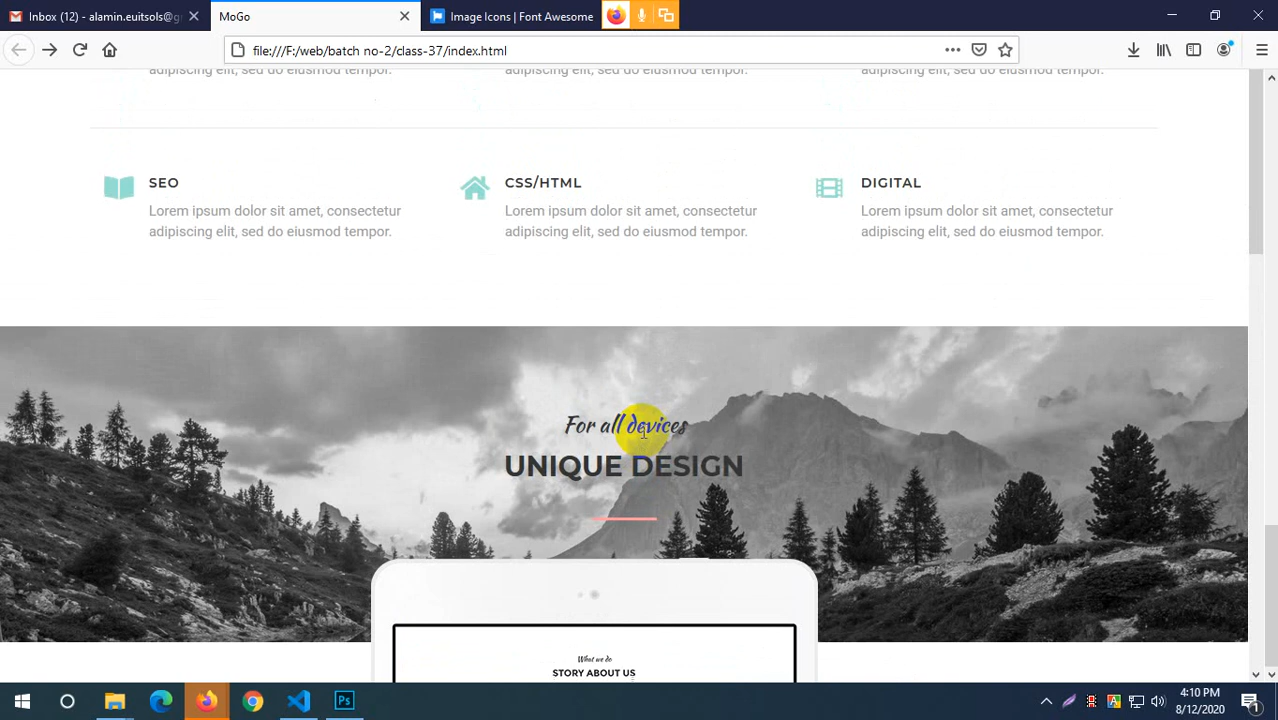 Inbox (12) - alamin.euitsols@g
MoGo
Image Icons | Font Awesome
file:///F:/web/batch no-2/class-37/index.html
adipiscing elit, sed do eiusmod tempor.
adipiscing elit, sed do eiusmod tempor.
adipiscing elit, sed do eiusmod tempor.
SEO
Lorem ipsum dolor sit amet, consectetur
adipiscing elit, sed do eiusmod tempor.
CSS/HTML
Lorem ipsum dolor sit amet, consectetur
adipiscing elit, sed do eiusmod tempor.
DIGITAL
Lorem ipsum dolor sit amet, consectetur
adipiscing elit, sed do eiusmod tempor.
For all devices
UNIQUE DESIGN
What we do
STORY ABOUT US
Ps
4:10 PM
8/12/2020
1